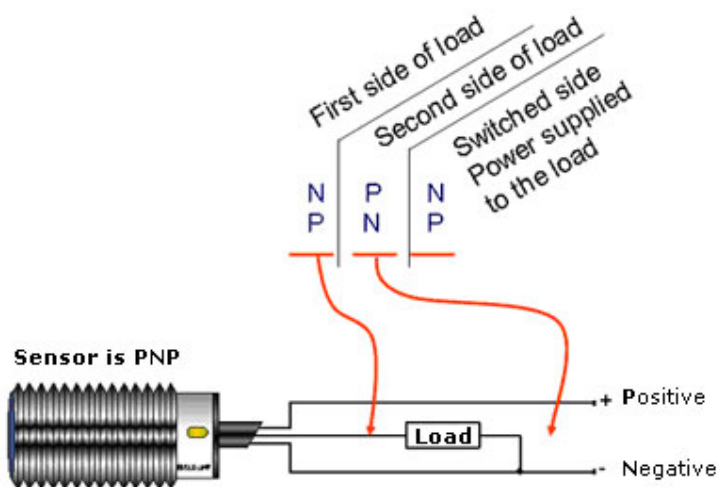 First side of load
Second side of load
Switched side
Power supplied
to the load
N P N
P N P
Sensor is PNP
+ Positive
Load
- Negative